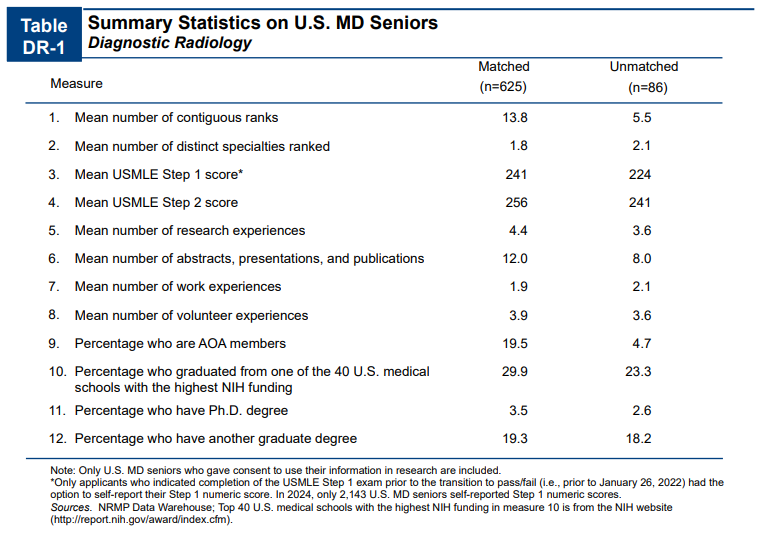 Table
DR-1
Summary Statistics on U.S. MD Seniors
Diagnostic Radiology
Measure
Matched
(n=625)
Unmatched
(n=86)
1. Mean number of contiguous ranks 13.8 5.5
2. Mean number of distinct specialties ranked 1.8 2.1
3. Mean USMLE Step 1 score* 241 224
4. Mean USMLE Step 2 score 256 241
5. Mean number of research experiences 4.4 3.6
6. Mean number of abstracts, presentations, and publications 12.0 8.0
7. Mean number of work experiences 1.9 2.1
8. Mean number of volunteer experiences 3.9 3.6
9. Percentage who are AOA members 19.5 4.7
10. Percentage who graduated from one of the 40 U.S. medical 29.9 23.3
schools with the highest NIH funding
11. Percentage who have Ph.D. degree 3.5 2.6
12. Percentage who have another graduate degree 19.3 18.2
Note: Only U.S. MD seniors who gave consent to use their information in research are included.
*Only applicants who indicated completion of the USMLE Step 1 exam prior to the transition to pass/fail (i.e., prior to January 26, 2022) had the
option to self-report their Step 1 numeric score. In 2024, only 2,143 U.S. MD seniors self-reported Step 1 numeric scores.
Sources. NRMP Data Warehouse; Top 40 U.S. medical schools with the highest NIH funding in measure 10 is from the NIH website
(http://report.nih.gov/award/index.cfm).